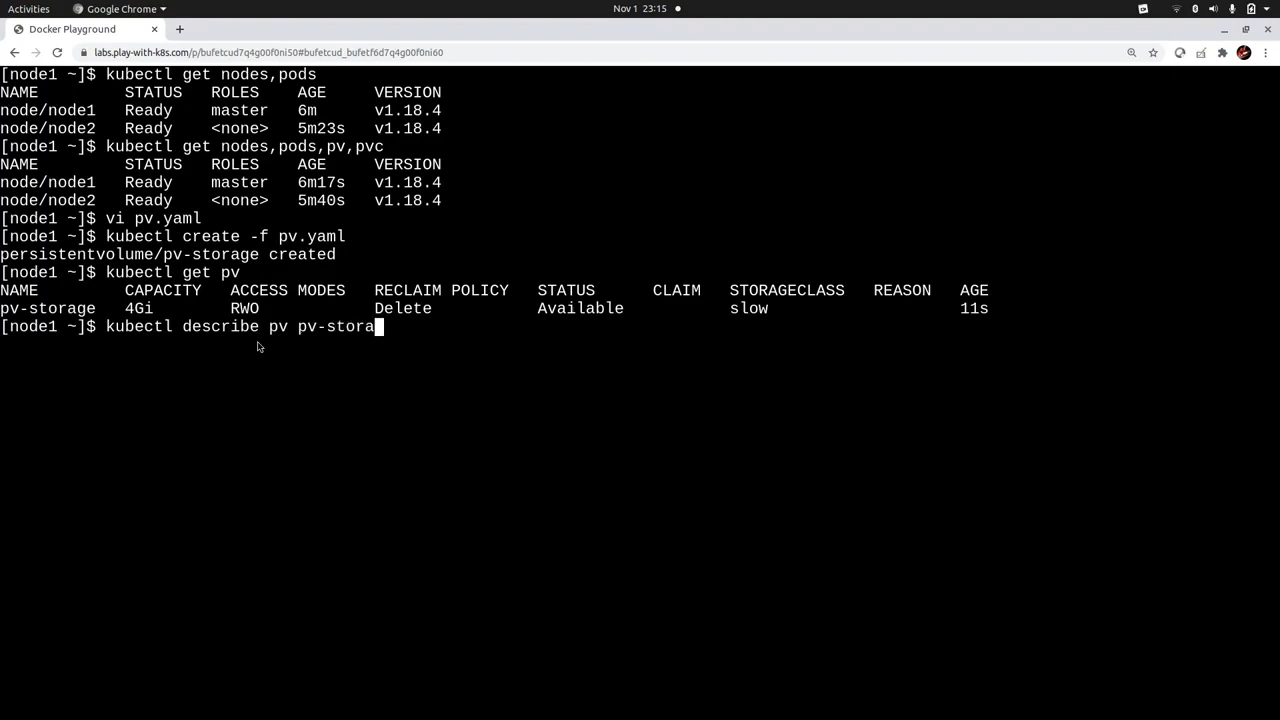 Activities Google Chrome Nov 1 23:15
Docker Playground
labs.play-with-k8s.com/p/bufetcud7q4g00f0ni50#bufetcud_bufetf6d7q4g00f0ni60
[node1 ~]$ kubectl get nodes,pods
NAME STATUS ROLES AGE VERSION
node/node1 Ready master 6m v1.18.4
node/node2 Ready <none> 5m23s v1.18.4
[node1 ~]$ kubectl get nodes,pods,pv,pvc
NAME STATUS ROLES AGE VERSION
node/node1 Ready master 6m17s v1.18.4
node/node2 Ready <none> 5m40s v1.18.4
[node1 ~]$ vi pv.yaml
[node1 ~]$ kubectl create -f pv.yaml
persistentvolume/pv-storage created
[node1 ~]$ kubectl get pv
NAME CAPACITY ACCESS MODES RECLAIM POLICY STATUS CLAIM STORAGECLASS REASON AGE
pv-storage 4Gi RWO Delete Available slow 11s
[node1 ~]$ kubectl describe pv pv-stora